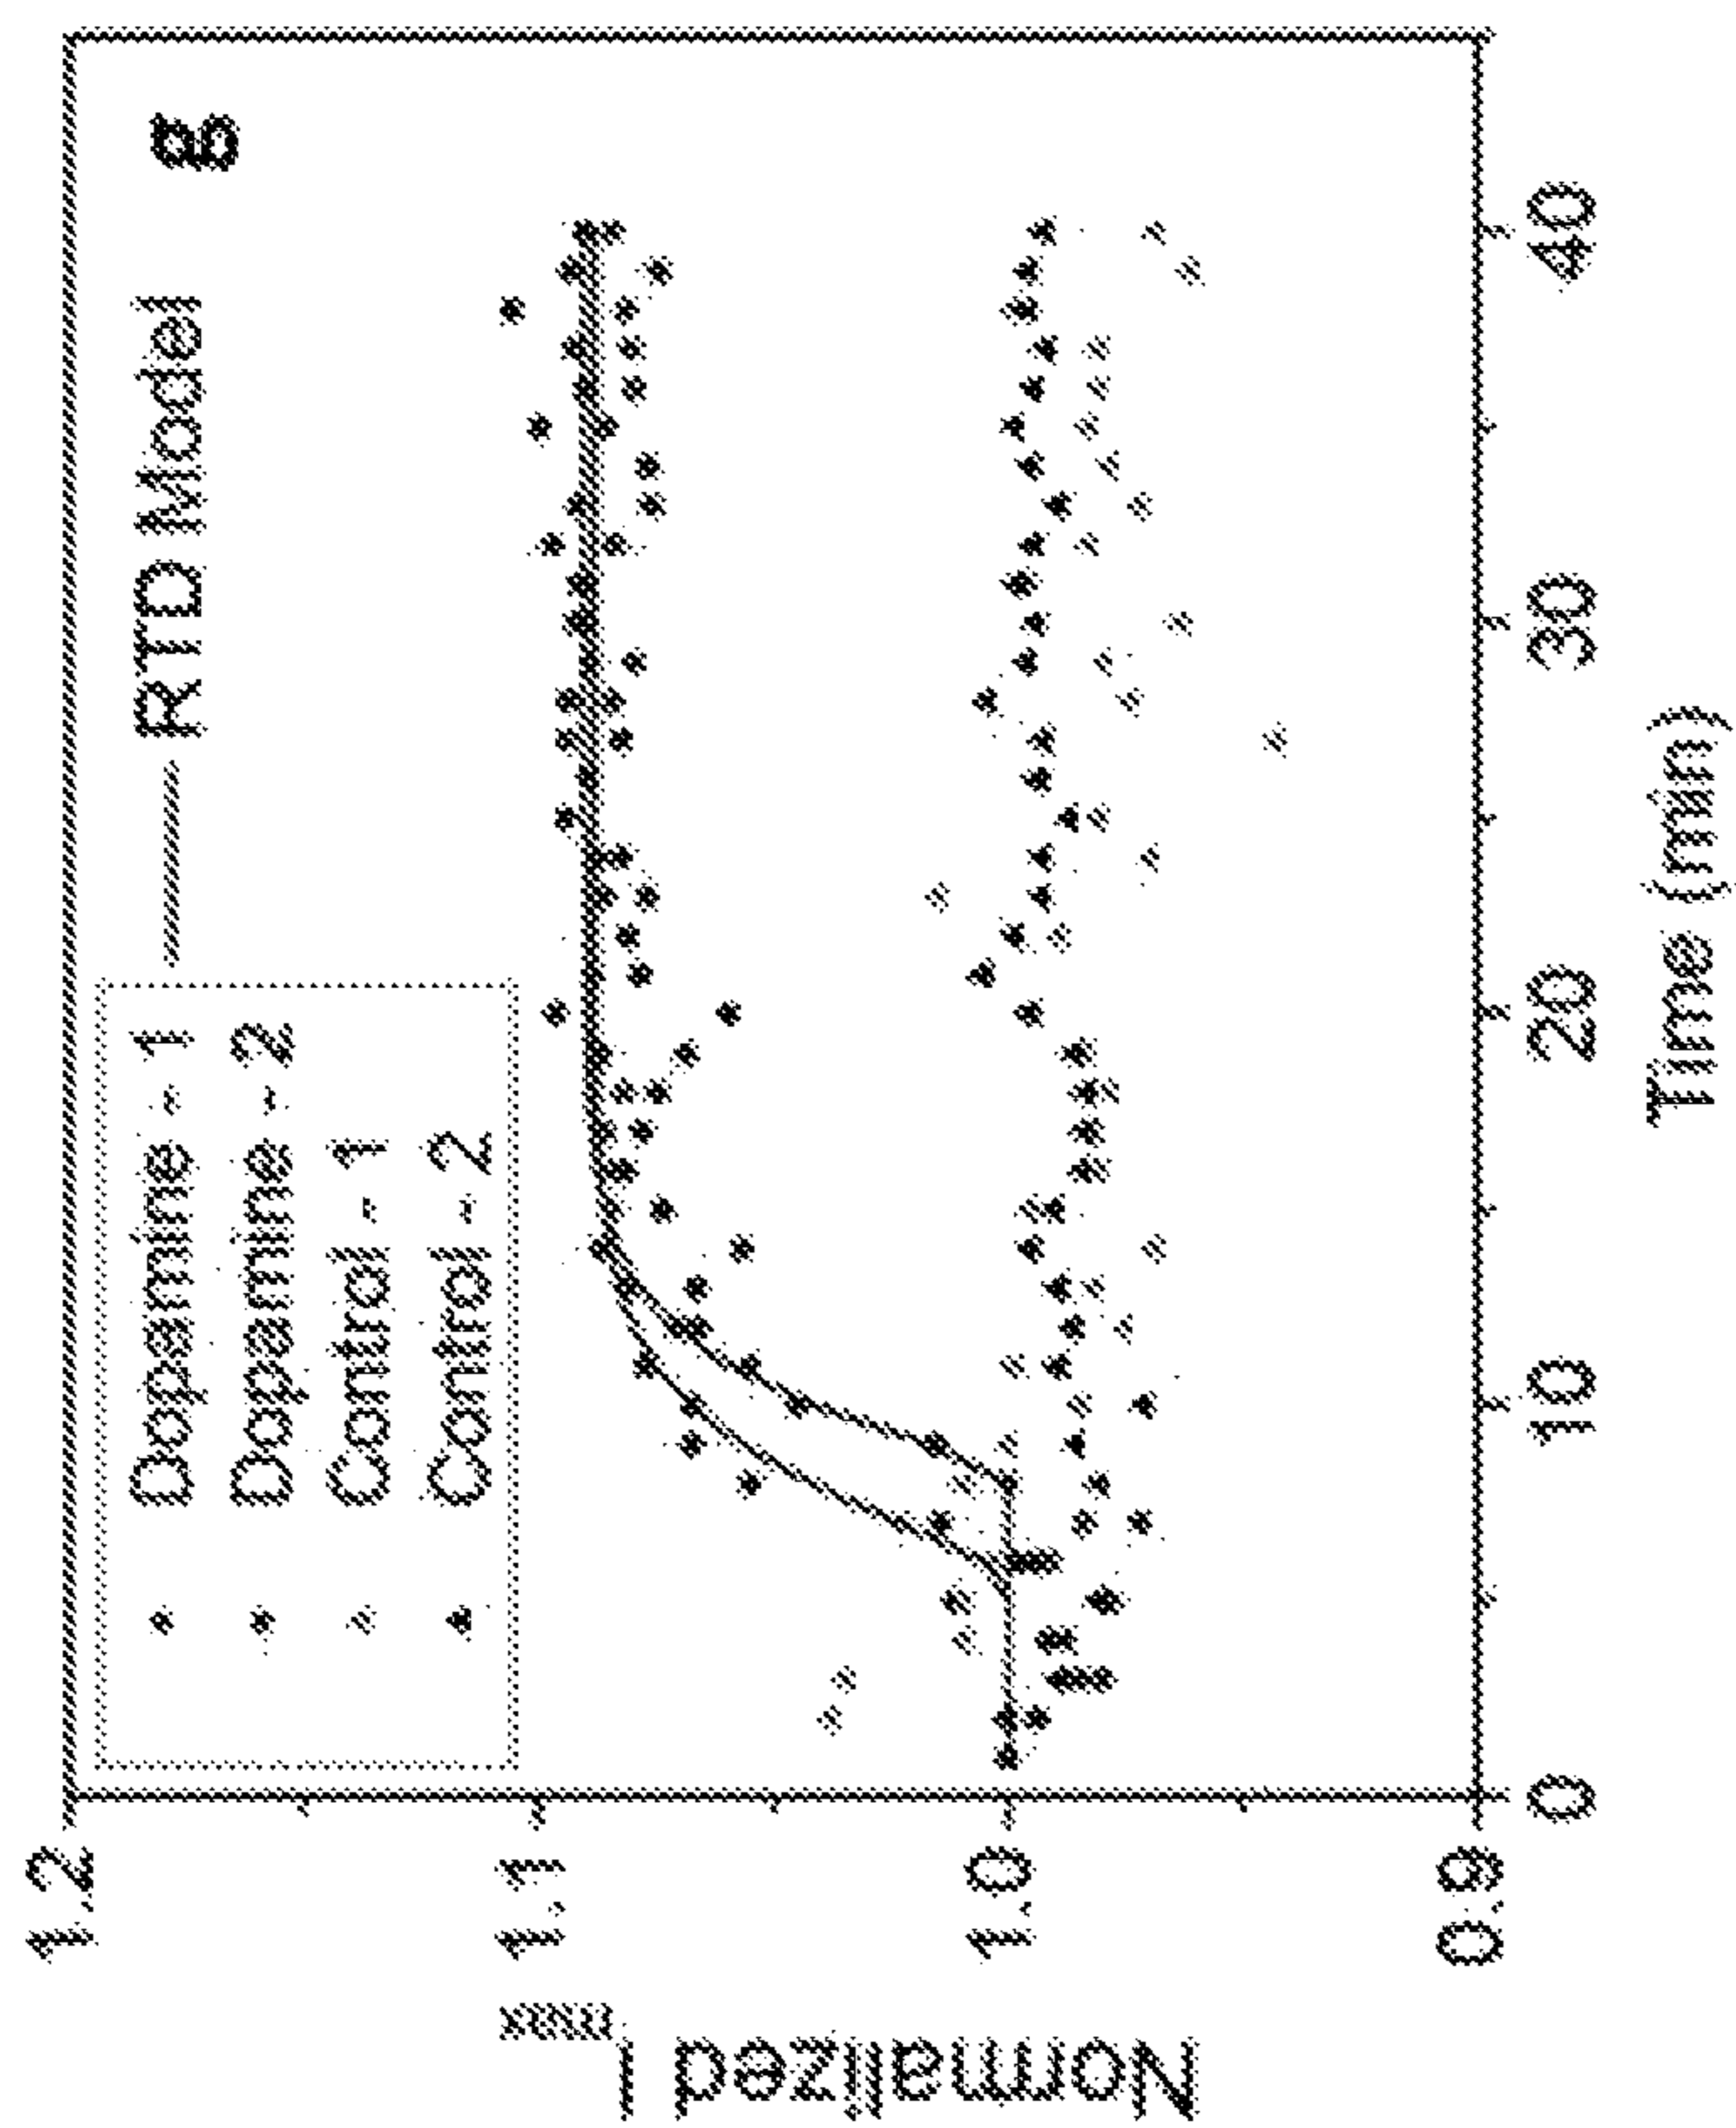 1.2
1.1
1.0
0.9
Normalized I
Dopamine - 1
Dopamine - 2
Control - 1
Control - 2
RTD Model
0
10
20
30
40
Time (min)